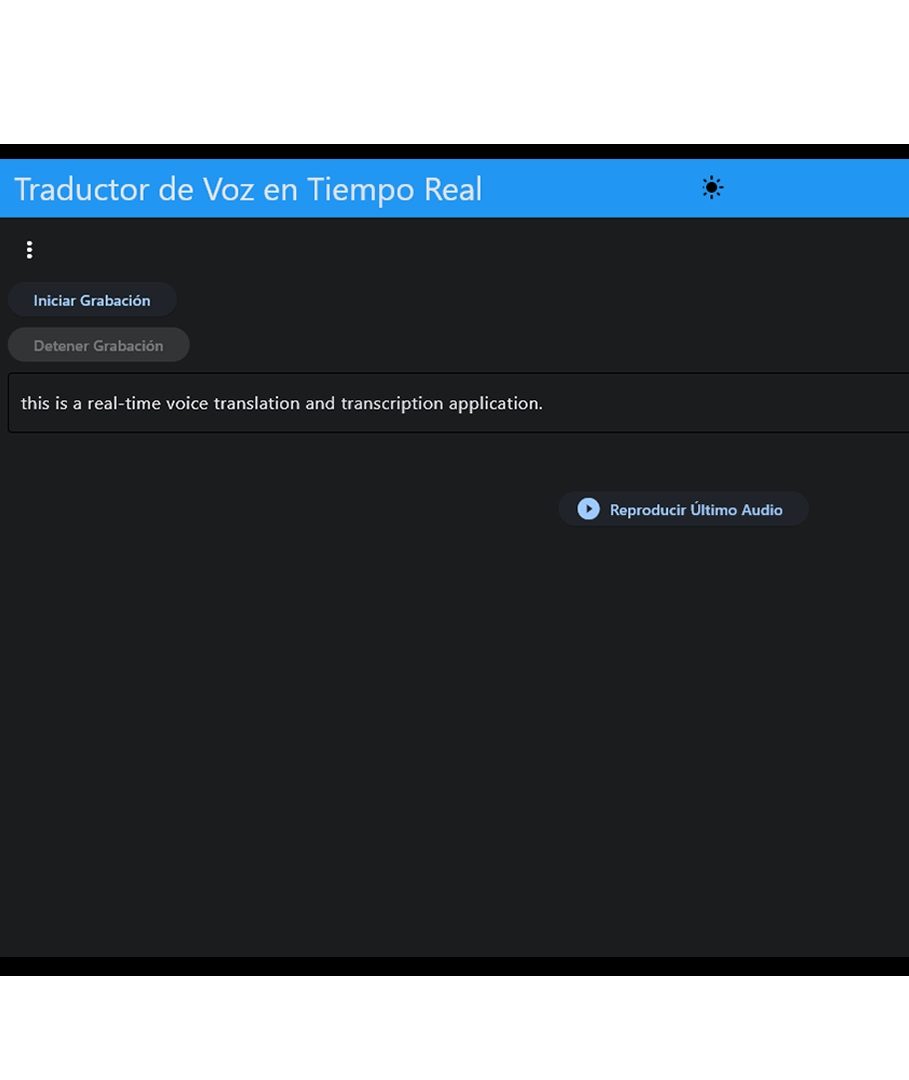 Traductor de Voz en Tiempo Real
Iniciar Grabación
Detener Grabación
this is a real-time voice translation and transcription application.
Reproducir Último Audio